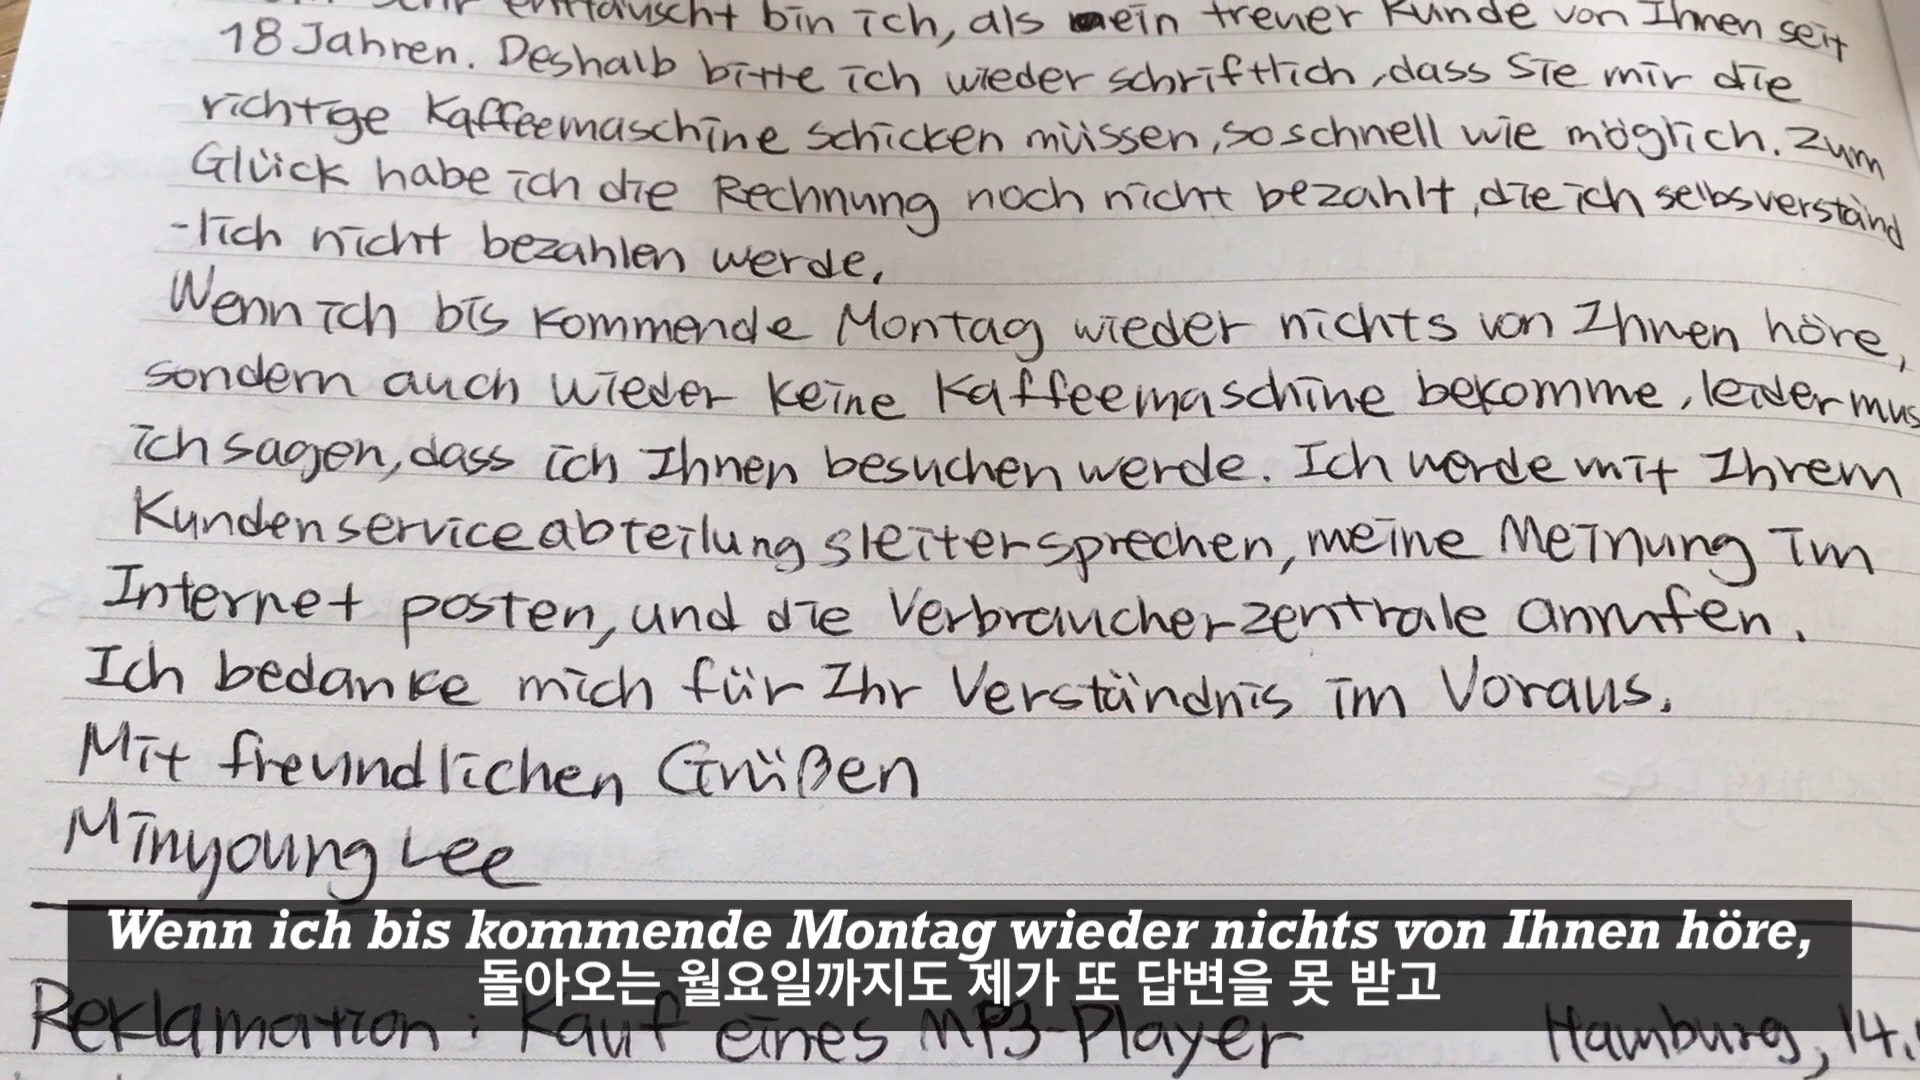 enttäuscht bin ich, als mein treuer Kunde von Ihnen seit
18 Jahren. Deshalb bitte ich wieder schriftlich, dass Sie mir die
richtige Kaffeemaschine schicken müssen, so schnell wie möglich. Zum
Glück habe ich die Rechnung noch nicht bezahlt, die ich selbsverständ
-lich nicht bezahlen werde.
Wenn ich bis kommende Montag wieder nichts von Ihnen höre,
sondern auch wieder keine Kaffeemaschine bekomme, leider mus
ich sagen, dass ich Ihnen besuchen werde. Ich werde mit Ihrem
Kundenserviceabteilungsleiter sprechen, meine Meinung im
Internet posten, und die Verbraucherzentrale anrufen.
Ich bedanke mich für Ihr Verständnis im Voraus.
Mit freundlichen Grüßen
Minyoung Lee
Wenn ich bis kommende Montag wieder nichts von Ihnen höre,
돌아오는 월요일까지도 제가 또 답변을 못 받고
Reklamation : Kauf eines MP3-Player Hamburg, 14.